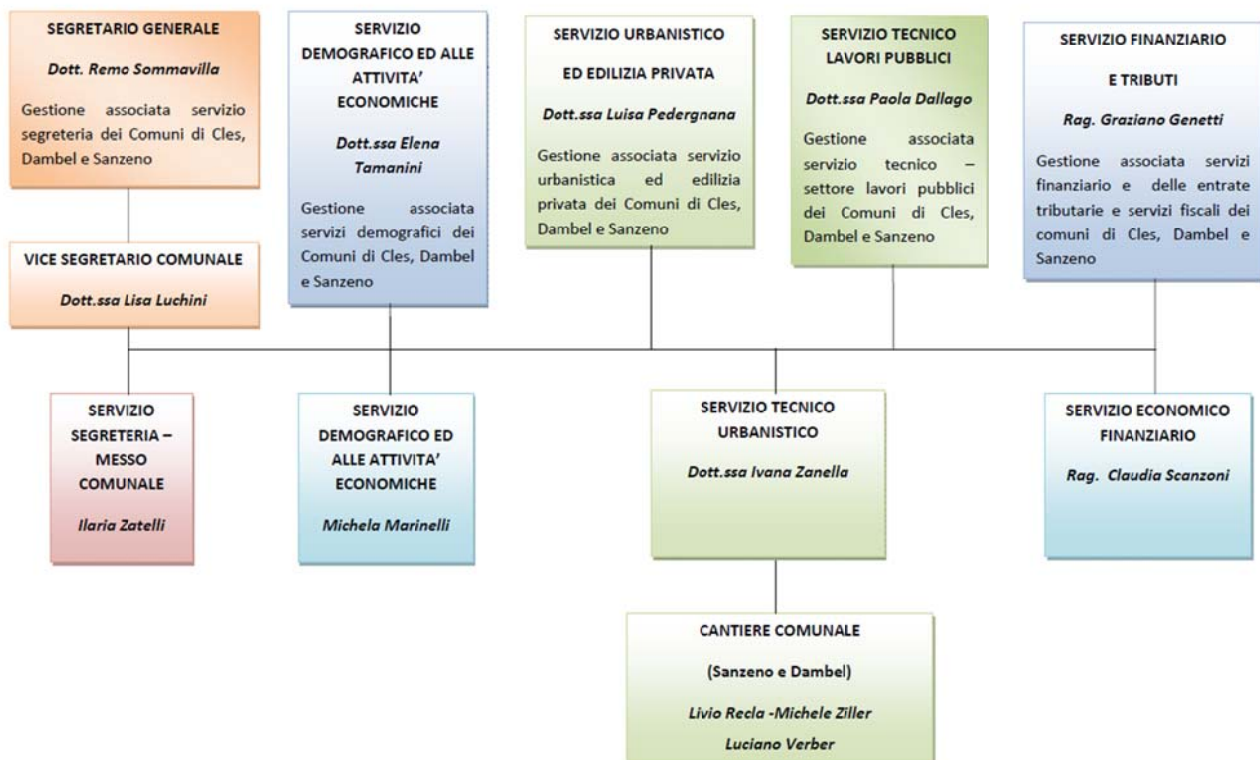 SEGRETARIO GENERALE
Dott. Remo Sommavilla
Gestione associata servizio
segreteria dei Comuni di Cles,
Dambel e Sanzeno
VICE SEGRETARIO COMUNALE
Dott.ssa Lisa Luchini
SERVIZIO
DEMOGRAFICO ED ALLE
ATTIVITA’
ECONOMICHE
Dott.ssa Elena
Tamanini
Gestione associata
servizi demografici dei
Comuni di Cles, Dambel
e Sanzeno
SERVIZIO URBANISTICO
ED EDILIZIA PRIVATA
Dott.ssa Luisa Pedergnana
Gestione associata servizio
urbanistica ed edilizia
privata dei Comuni di Cles,
Dambel e Sanzeno
SERVIZIO TECNICO
LAVORI PUBBLICI
Dott.ssa Paola Dallago
Gestione associata
servizio tecnico –
settore lavori pubblici
dei Comuni di Cles,
Dambel e Sanzeno
SERVIZIO FINANZIARIO
E TRIBUTI
Rag. Graziano Genetti
Gestione associata servizi
finanziario e delle entrate
tributarie e servizi fiscali dei
comuni di Cles, Dambel e
Sanzeno
SERVIZIO
SEGRETERIA –
MESSO
COMUNALE
Ilaria Zatelli
SERVIZIO
DEMOGRAFICO ED
ALLE ATTIVITA’
ECONOMICHE
Michela Marinelli
SERVIZIO TECNICO
URBANISTICO
Dott.ssa Ivana Zanella
SERVIZIO ECONOMICO
FINANZIARIO
Rag. Claudia Scanzoni
CANTIERE COMUNALE
(Sanzeno e Dambel)
Livio Recla -Michele Ziller
Luciano Verber